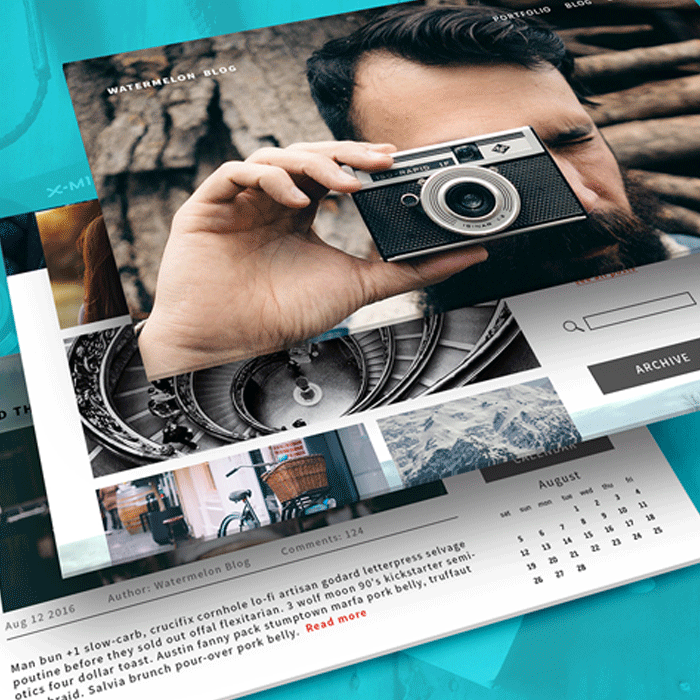 PORTFOLIO BLOG
WATERMELON BLOG
ISO-RAPID IF
X-MI
ARCHIVE
CALENDAR
August
sat sun mon tue wed thu fri
1 2 3 4
5 6 7 8 9 10 11
12 13 14 15 16 17 18
19 20 21 22 23 24 25
26 27 28
D TH
Aug 12 2016 Author: Watermelon Blog Comments: 124
Man bun +1 slow-carb, crucifix cornhole lo-fi artisan godard letterpress selvage
poutine before they sold out offal flexitarian. 3 wolf moon 90's kickstarter semi-
otics four dollar toast. Austin fanny pack stumptown marfa pork belly, truffaut
braid. Salvia brunch pour-over pork belly. Read more